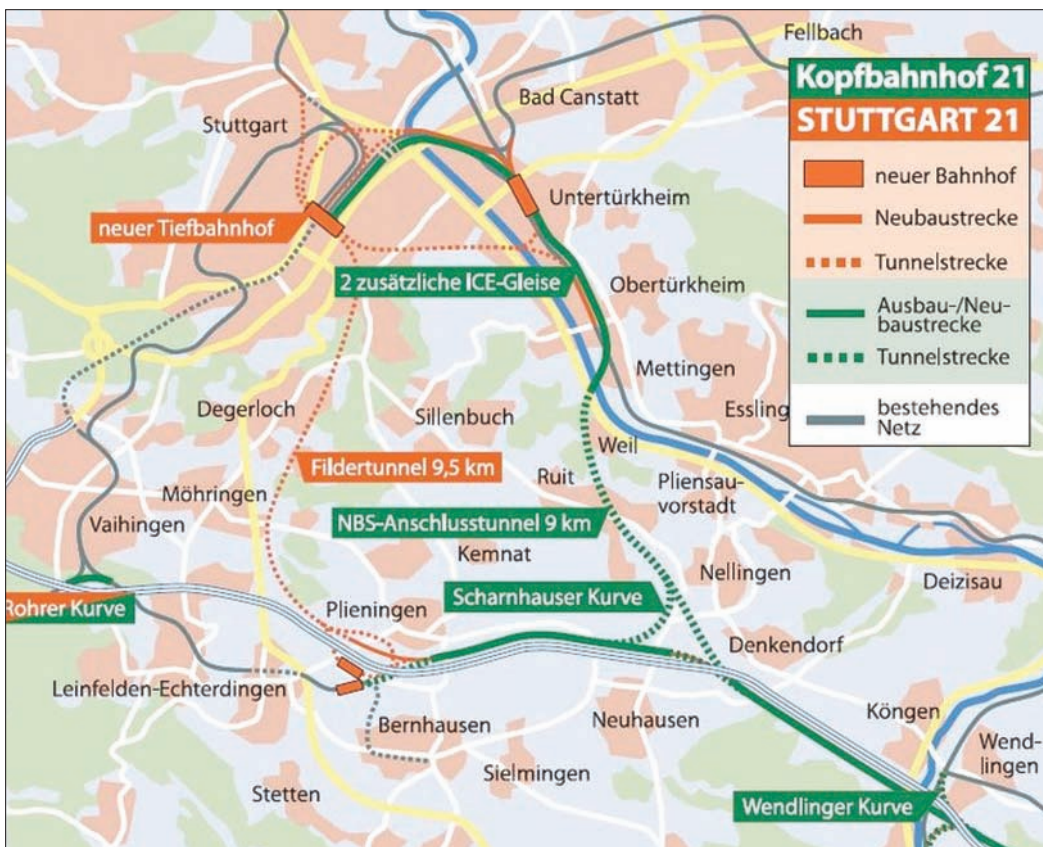 Fellbach
Kopfbahnhof 21
STUTTGART 21
neuer Bahnhof
Neubaustrecke
Tunnelstrecke
Ausbau-/Neu-
baustrecke
Tunnelstrecke
bestehendes
Netz
Bad Canstatt
Stuttgart
Untertürkheim
neuer Tiefbahnhof
2 zusätzliche ICE-Gleise
Obertürkheim
Mettingen
Essling
Degerloch
Sillenbuch
Weil
Fildertunnel 9,5 km
Ruit
Pliensau-
vorstadt
Möhringen
Vaihingen
NBS-Anschlusstunnel 9 km
Kemnat
Nellingen
Deizisau
Rohrer Kurve
Plieningen
Scharnhauser Kurve
Denkendorf
Leinfelden-Echterdingen
Bernhausen
Neuhausen
Köngen
Wend-
lingen
Sielmingen
Stetten
Wendlinger Kurve